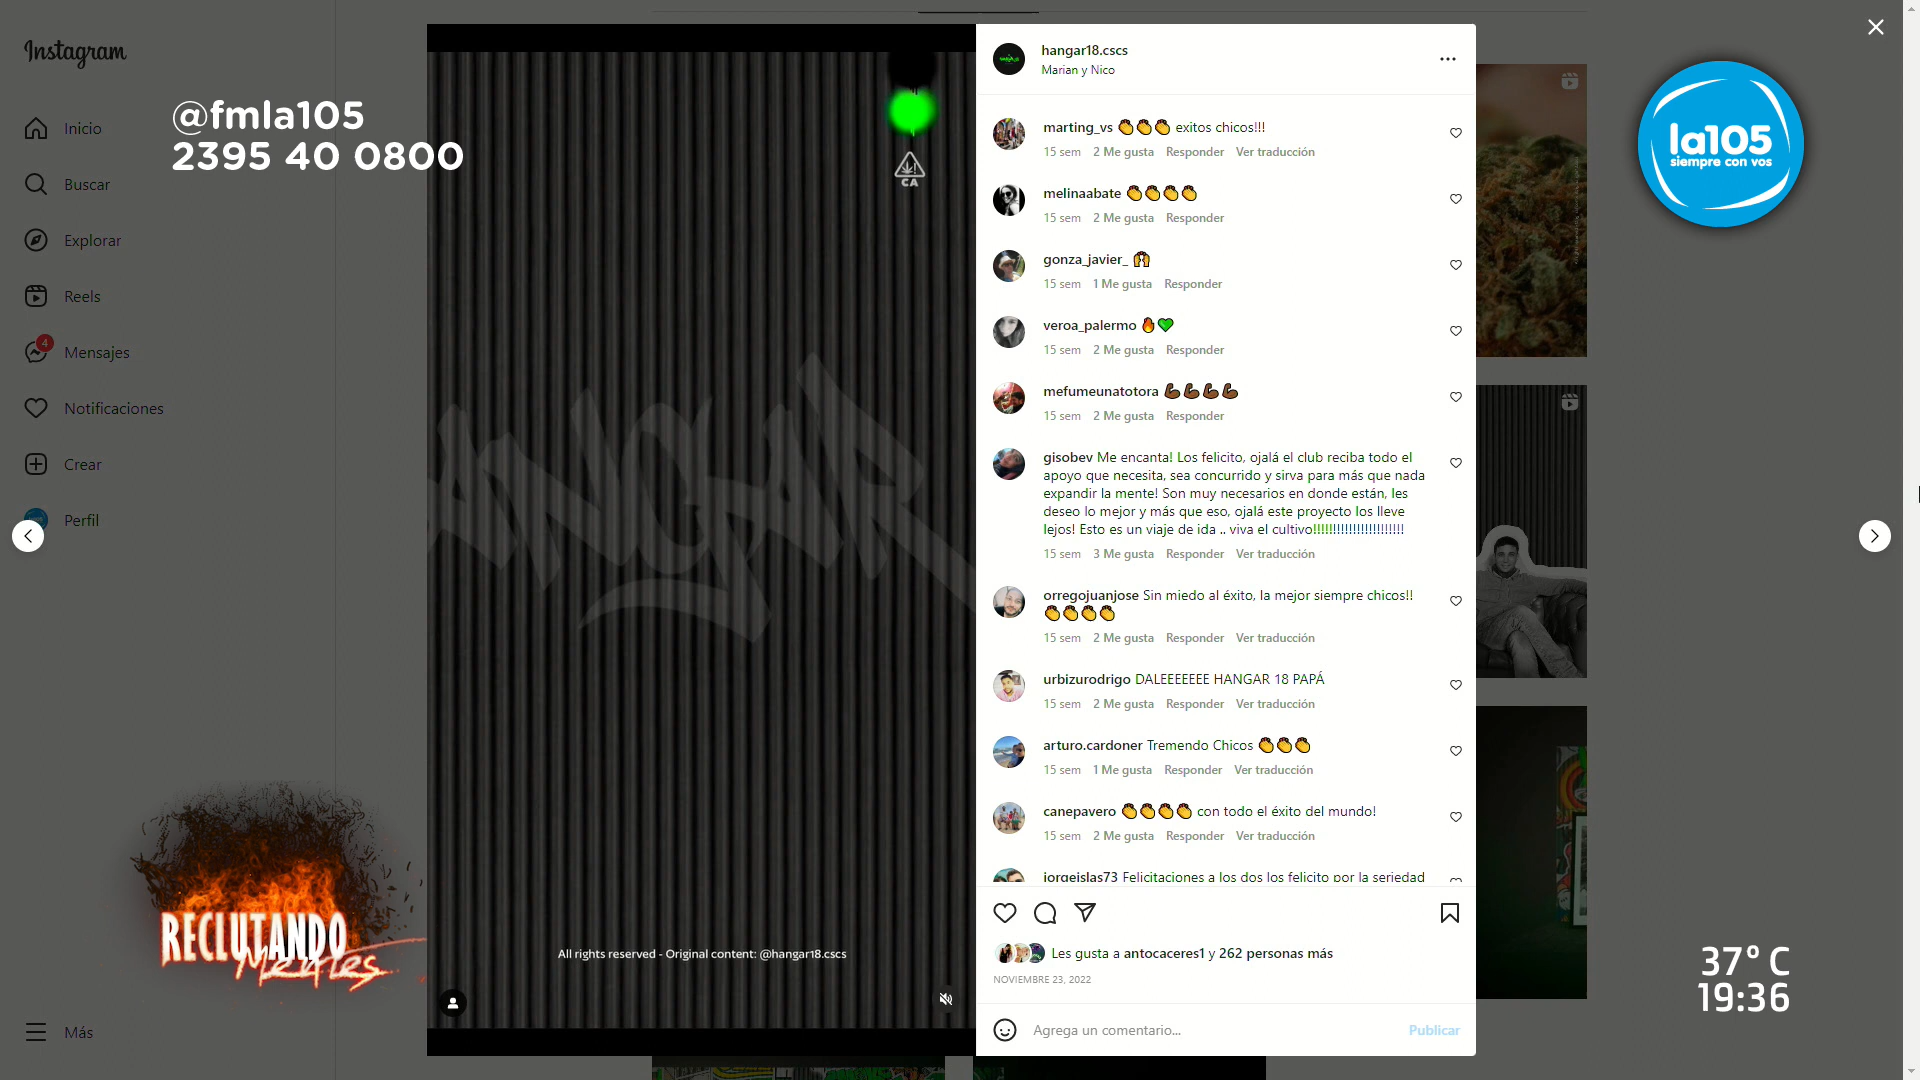 Instagram
@fmla105
2395 40 0800
Inicio
Buscar
Explorar
Reels
4
Mensajes
Notificaciones
Crear
Perfil
Más
RECLUTANDO
Mentes
CA
HANGAR
All rights reserved - Original content: @hangar18.cscs
hangar18.cscs
Marian y Nico
marting_vs 👏👏👏 exitos chicos!!!
15 sem 2 Me gusta Responder Ver traducción
melinaabate 👏👏👏👏
15 sem 2 Me gusta Responder
gonza_javier_ 🙌
15 sem 1 Me gusta Responder
veroa_palermo 🔥💚
15 sem 2 Me gusta Responder
mefumeunatotora 💪🏿💪🏿💪🏿💪🏿
15 sem 2 Me gusta Responder
gisobev Me encanta! Los felicito, ojalá el club reciba todo el
apoyo que necesita, sea concurrido y sirva para más que nada
expandir la mente! Son muy necesarios en donde están, les
deseo lo mejor y más que eso, ojalá este proyecto los lleve
lejos! Esto es un viaje de ida .. viva el cultivo!!!!!!!!!!!!!!!!!!!!!!!
15 sem 3 Me gusta Responder Ver traducción
orregojuanjose Sin miedo al éxito, la mejor siempre chicos!!
👏👏👏👏
15 sem 2 Me gusta Responder Ver traducción
urbizurodrigo DALEEEEEEE HANGAR 18 PAPÁ
15 sem 2 Me gusta Responder Ver traducción
arturo.cardoner Tremendo Chicos 👏👏👏
15 sem 1 Me gusta Responder Ver traducción
canepavero 👏👏👏👏 con todo el éxito del mundo!
15 sem 2 Me gusta Responder Ver traducción
jorgeislas73 Felicitaciones a los dos los felicito por la seriedad
Les gusta a antocaceres1 y 262 personas más
NOVIEMBRE 23, 2022
Agrega un comentario...
Publicar
la105
siempre con vos
37° C
19:36